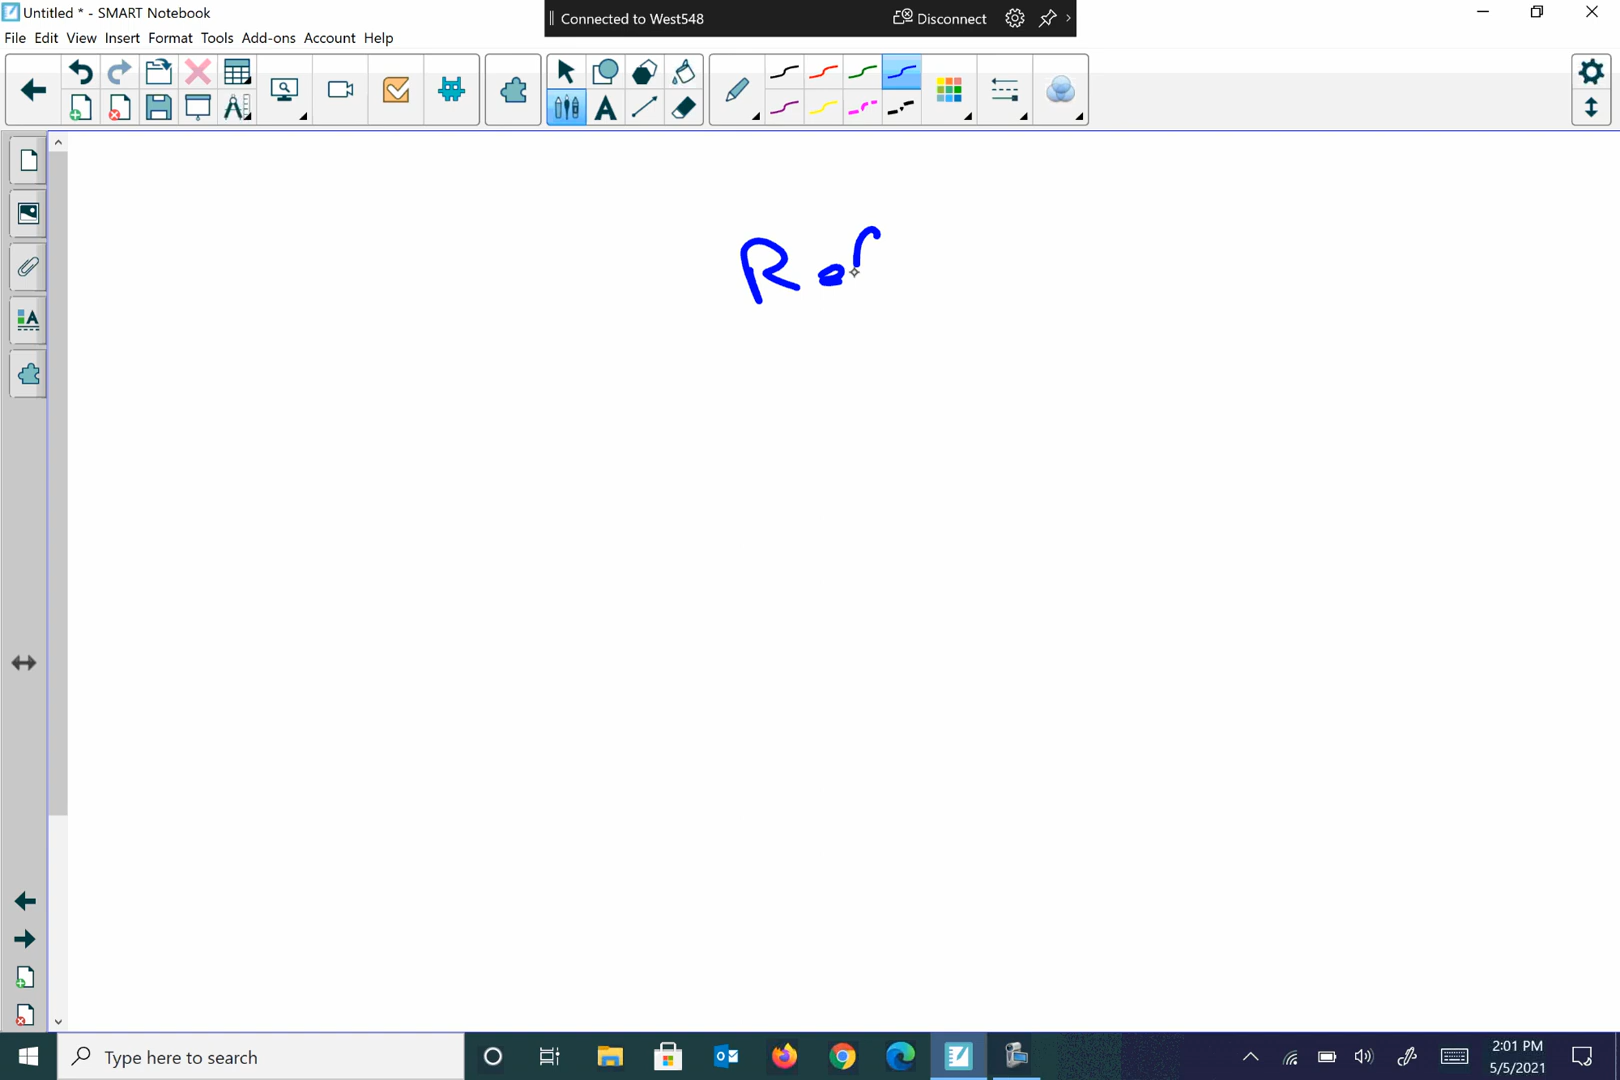 Untitled * - SMART Notebook
Connected to West548
Disconnect
File Edit View Insert Format Tools Add-ons Account Help
Type here to search
2:01 PM
5/5/2021